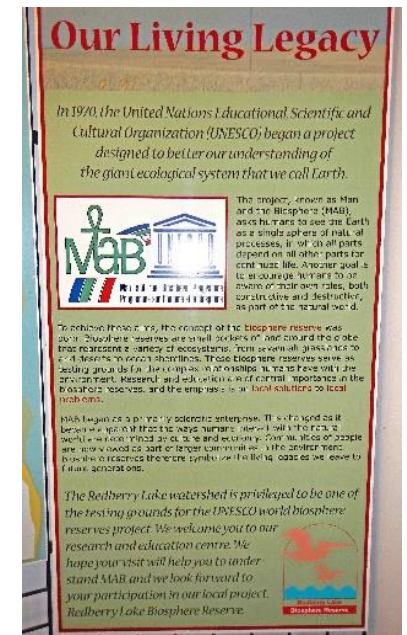 Our Living Legacy
In 1970, the United Nations Educational, Scientific and
Cultural Organization (UNESCO) began a project
designed to better our understanding of
the giant ecological system that we call Earth.
The project, known as Man
and the Biosphere (MAB),
asks humans to see the Earth
as a single sphere of natural
processes, in which all parts
depend on all other parts for
continued life. Another goal is
to encourage humans to be
aware of their own roles, both
constructive and destructive,
as part of the natural world.
MaB
To achieve these aims, the concept of the biosphere reserve was
born. Biosphere reserves are small pockets of land around the globe
that represent a variety of ecosystems, from savannah grasslands to
arid deserts to ocean shorelines. These biosphere reserves serve as
testing grounds for the complex relationships humans have with the
environment. Research and education are of central importance in the
biosphere reserves, and the emphasis is on local solutions to local
problems.
MAB began as a primarily scientific enterprise. This changed as it
became apparent that the ways humans interact with the natural
world are determined by culture and economy. Communities of people
are now viewed as part of larger communities in the environment.
Biosphere reserves therefore symbolize the living legacies we leave to
future generations.
The Redberry Lake watershed is privileged to be one of
the testing grounds for the UNESCO world biosphere
reserves project. We welcome you to our
research and education centre. We
hope your visit will help you to under-
stand MAB, and we look forward to
your participation in our local project,
Redberry Lake Biosphere Reserve.
Redberry Lake
Biosphere Reserve